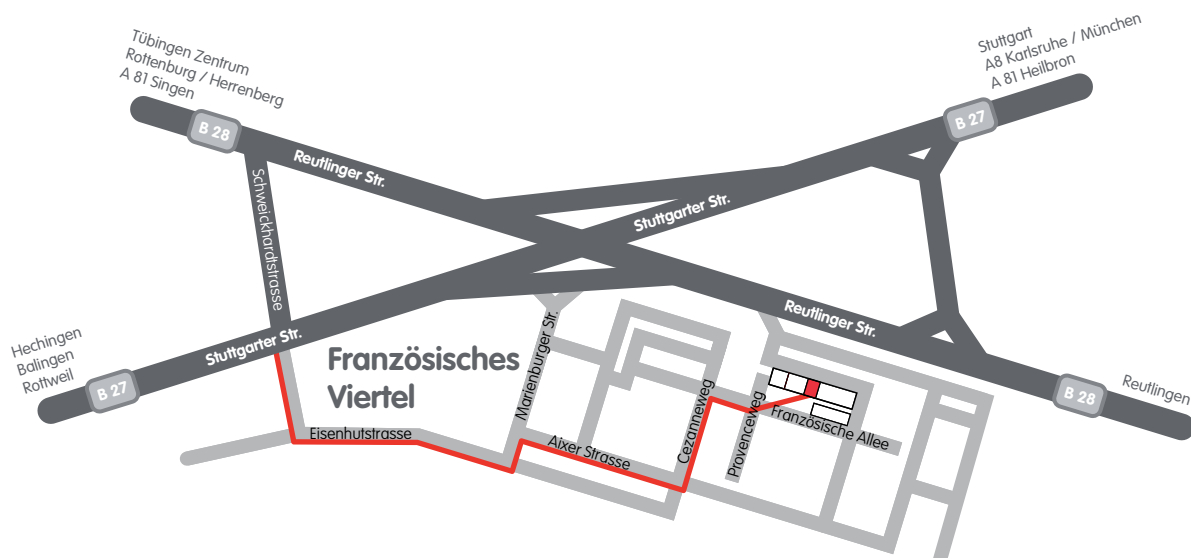 Tübingen Zentrum
Rottenburg / Herrenberg
A 81 Singen
B 28
Reutlinger Str.
Schweickhardtstrasse
Stuttgart
A8 Karlsruhe / München
A 81 Heilbron
B 27
Stuttgarter Str.
Hechingen
Balingen
Rottweil
B 27
Stuttgarter Str.
Französisches
Viertel
Marienburger Str.
Reutlinger Str.
B 28
Reutlingen
Eisenhutstrasse
Aixer Strasse
Cezanneweg
Provenceweg
Französische Allee